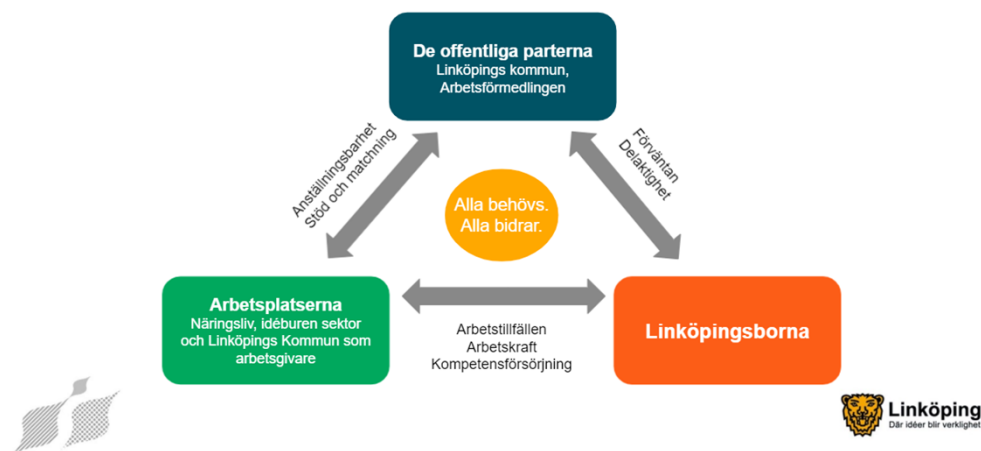 De offentliga parterna
Linköpings kommun,
Arbetsförmedlingen
Anställningsbarhet
Stöd och matchning
Förväntan
Delaktighet
Alla behövs.
Alla bidrar.
Arbetsplatserna
Näringsliv, idéburen sektor
och Linköpings Kommun som
arbetsgivare
Arbetstillfällen
Arbetskraft
Kompetensförsörjning
Linköpingsborna
Linköping
Där idéer blir verklighet